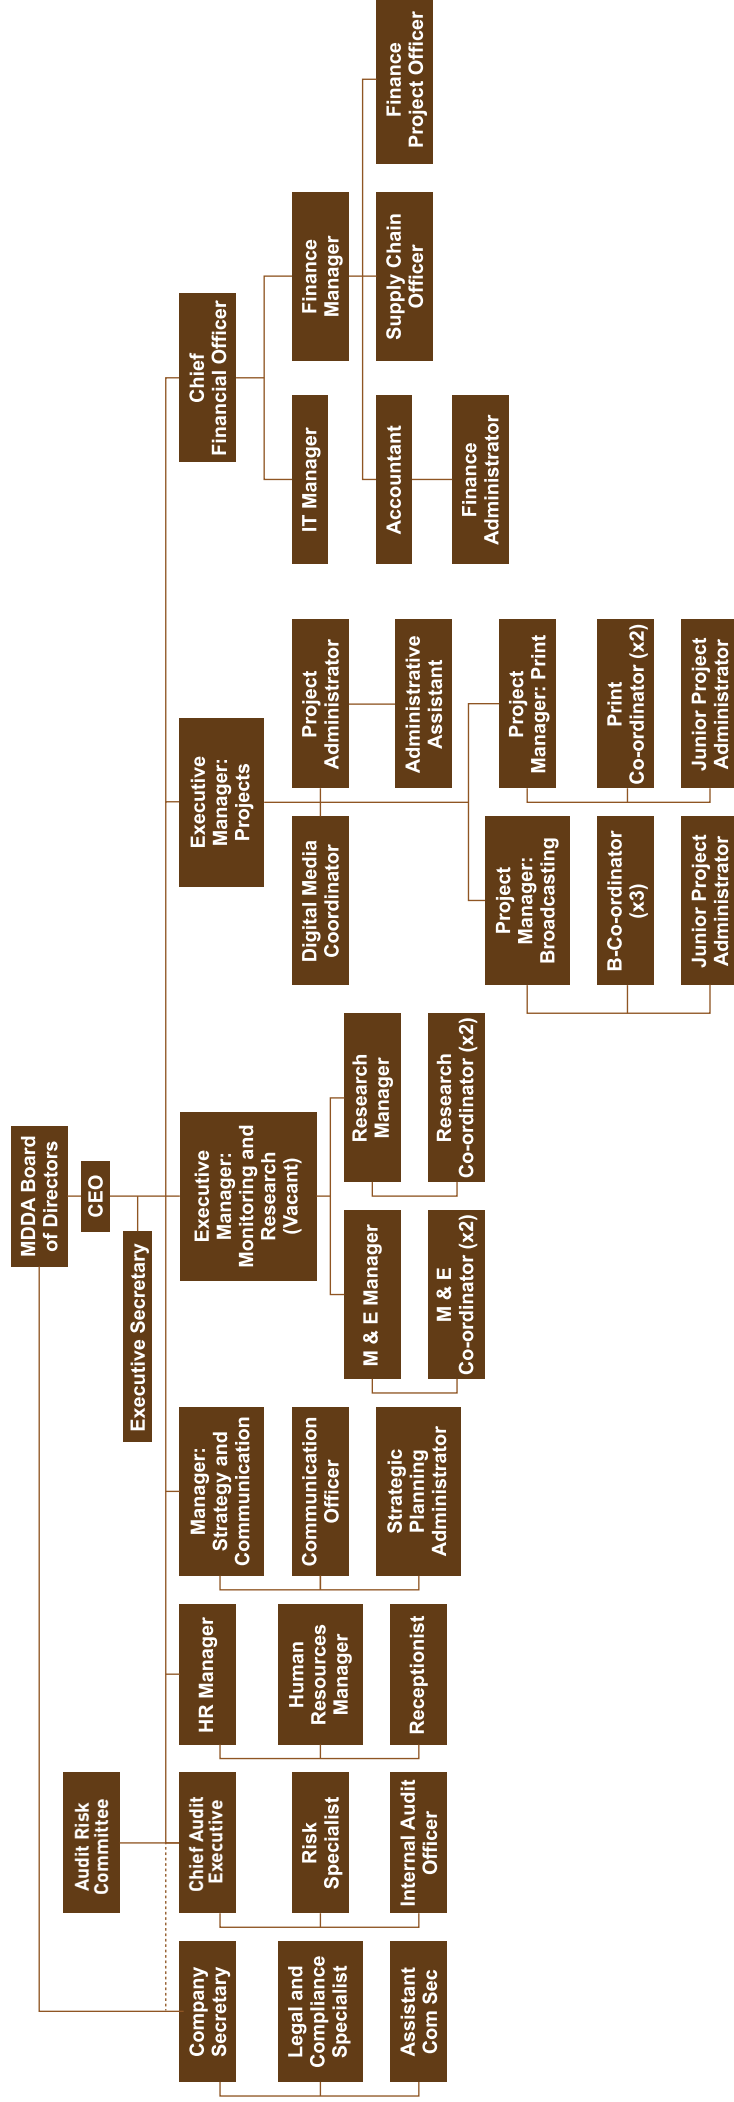 MDDA Board
of Directors
CEO
Executive Secretary
Audit Risk
Committee
Company
Secretary
Legal and
Compliance
Specialist
Assistant
Com Sec
Chief Audit
Executive
Risk
Specialist
Internal Audit
Officer
HR Manager
Human
Resources
Manager
Receptionist
Manager:
Strategy and
Communication
Communication
Officer
Strategic
Planning
Administrator
Executive
Manager:
Monitoring and
Research
(Vacant)
M & E Manager
M & E
Co-ordinator (x2)
Research
Manager
Research
Co-ordinator (x2)
Executive
Manager:
Projects
Digital Media
Coordinator
Project
Administrator
Administrative
Assistant
Project
Manager:
Broadcasting
B-Co-ordinator
(x3)
Junior Project
Administrator
Project
Manager: Print
Print
Co-ordinator (x2)
Junior Project
Administrator
Chief
Financial Officer
IT Manager
Finance
Manager
Accountant
Finance
Administrator
Supply Chain
Officer
Finance
Project Officer